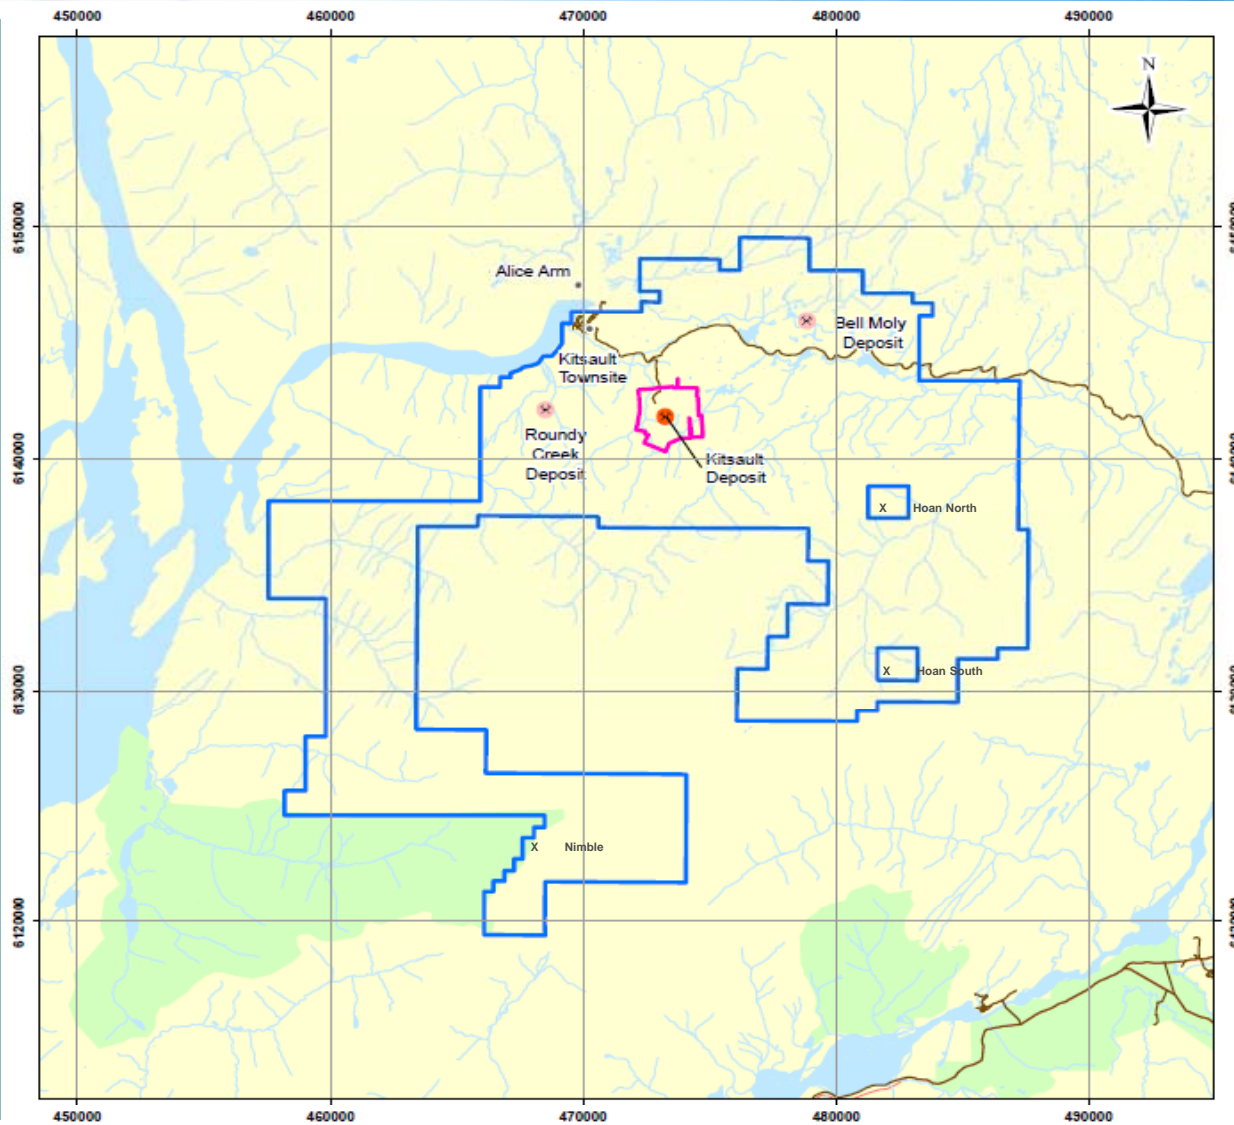 450000
460000
470000
480000
490000
N
6150000
Alice Arm
Bell Moly
Deposit
Kitsault
Townsite
Roundy
Creek
Deposit
Kitsault
Deposit
6140000
X
Hoan North
X
Hoan South
6130000
X
Nimble
6120000
450000
460000
470000
480000
490000